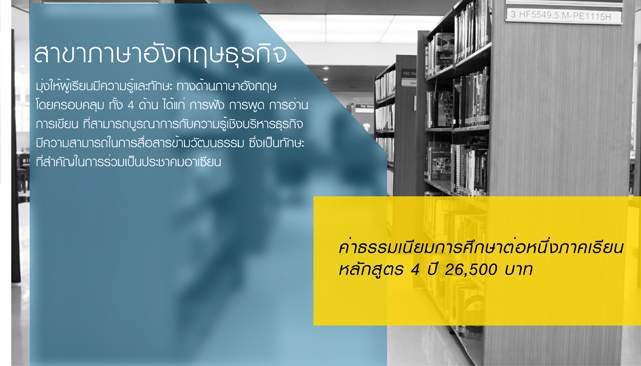 3 HF5549.5.M-PE1115H
สาขาภาษาอังกฤษธุรกิจ
มุ่งให้ผู้เรียนมีความรู้และทักษะ ทางด้านภาษาอังกฤษ
โดยครอบคลุม ทั้ง 4 ด้าน ได้แก่ การฟัง การพูด การอ่าน
การเขียน ที่สามารถบูรณาการกับความรู้เชิงบริหารธุรกิจ
มีความสามารถในการสื่อสารข้ามวัฒนธรรม ซึ่งเป็นทักษะ
ที่สำคัญในการร่วมเป็นประชาคมอาเซียน
ค่าธรรมเนียมการศึกษาต่อหนึ่งภาคเรียน
หลักสูตร 4 ปี 26,500 บาท